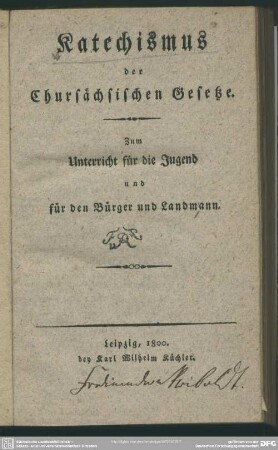 Katechismus
der
Chursächsischen Gesetze.
Zum
Unterricht für die Jugend
und
für den Bürger und Landmann.
Leipzig, 1800.
bey Karl Wilhelm Küchler.